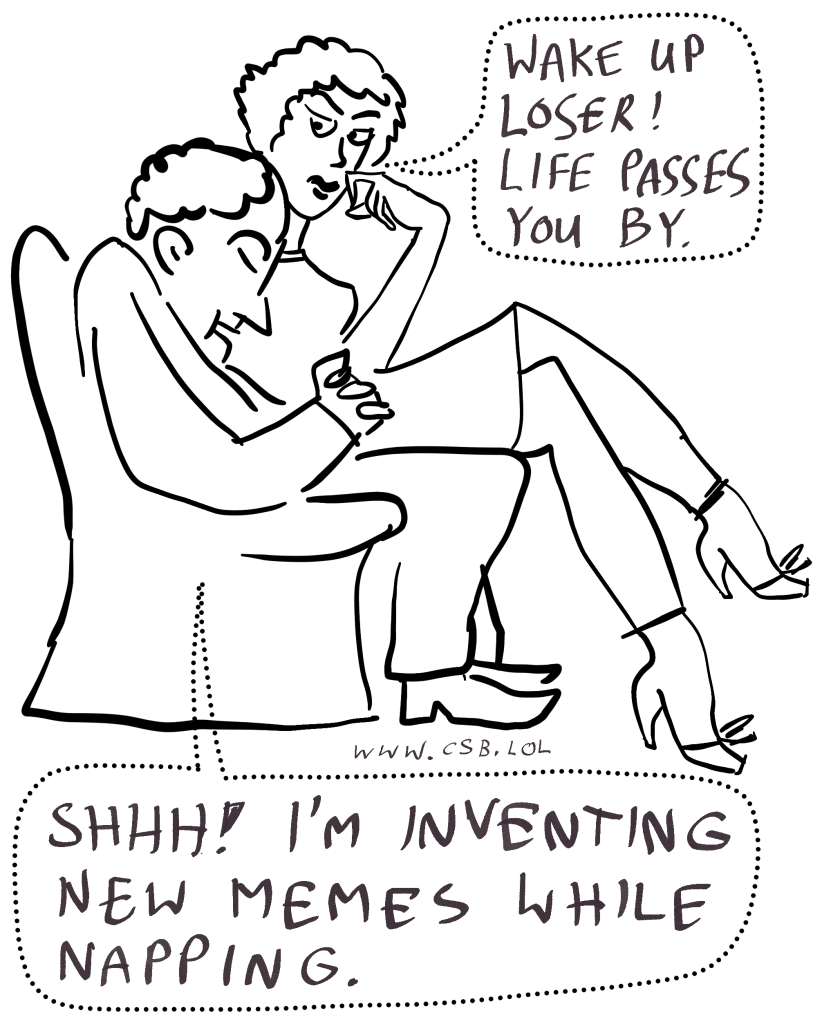 WAKE UP
LOSER!
LIFE PASSES
YOU BY.
WWW.CSB.LOL
SHHH! I'M INVENTING
NEW MEMES WHILE
NAPPING.